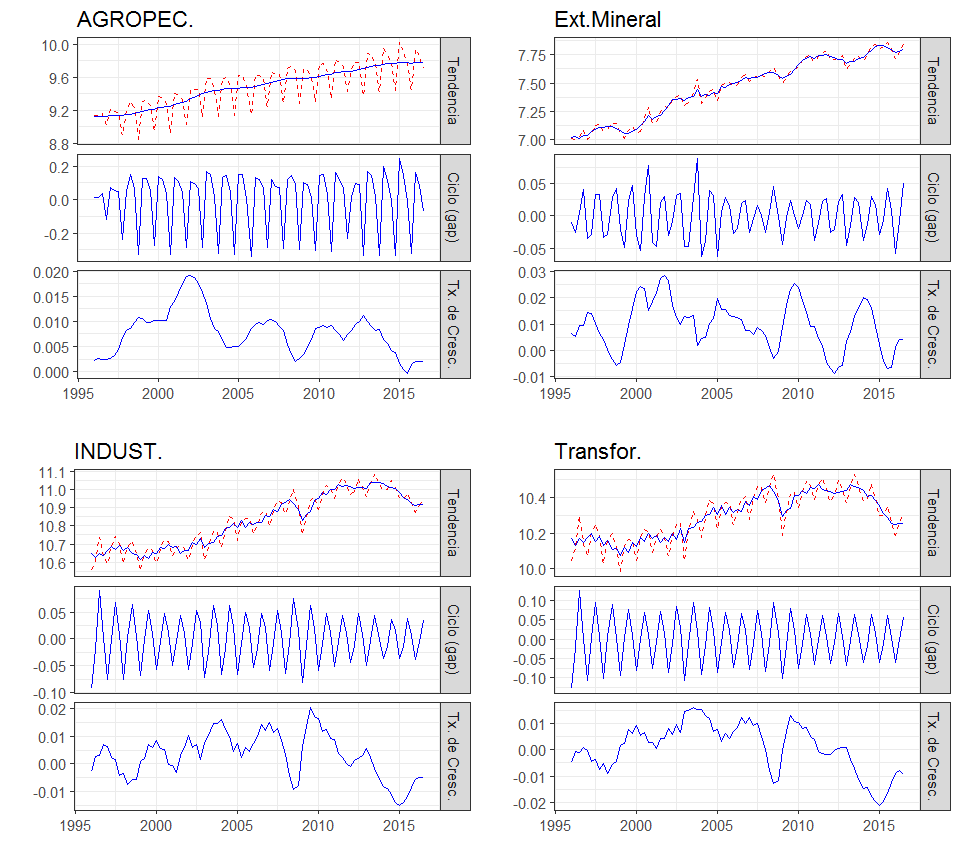 AGROPEC.
10.0
9.6
9.2
8.8
Tendencia
0.2
0.0
-0.2
Ciclo (gap)
0.020
0.015
0.010
0.005
0.000
Tx. de Cresc.
1995 2000 2005 2010 2015
Ext.Mineral
7.75
7.50
7.25
7.00
Tendencia
0.05
0.00
-0.05
Ciclo (gap)
0.03
0.02
0.01
0.00
-0.01
Tx. de Cresc.
1995 2000 2005 2010 2015
INDUST.
11.1
11.0
10.9
10.8
10.7
10.6
Tendencia
0.05
0.00
-0.05
-0.10
Ciclo (gap)
0.02
0.01
0.00
-0.01
Tx. de Cresc.
1995 2000 2005 2010 2015
Transfor.
10.4
10.2
10.0
Tendencia
0.10
0.05
0.00
-0.05
-0.10
Ciclo (gap)
0.01
0.00
-0.01
-0.02
Tx. de Cresc.
1995 2000 2005 2010 2015